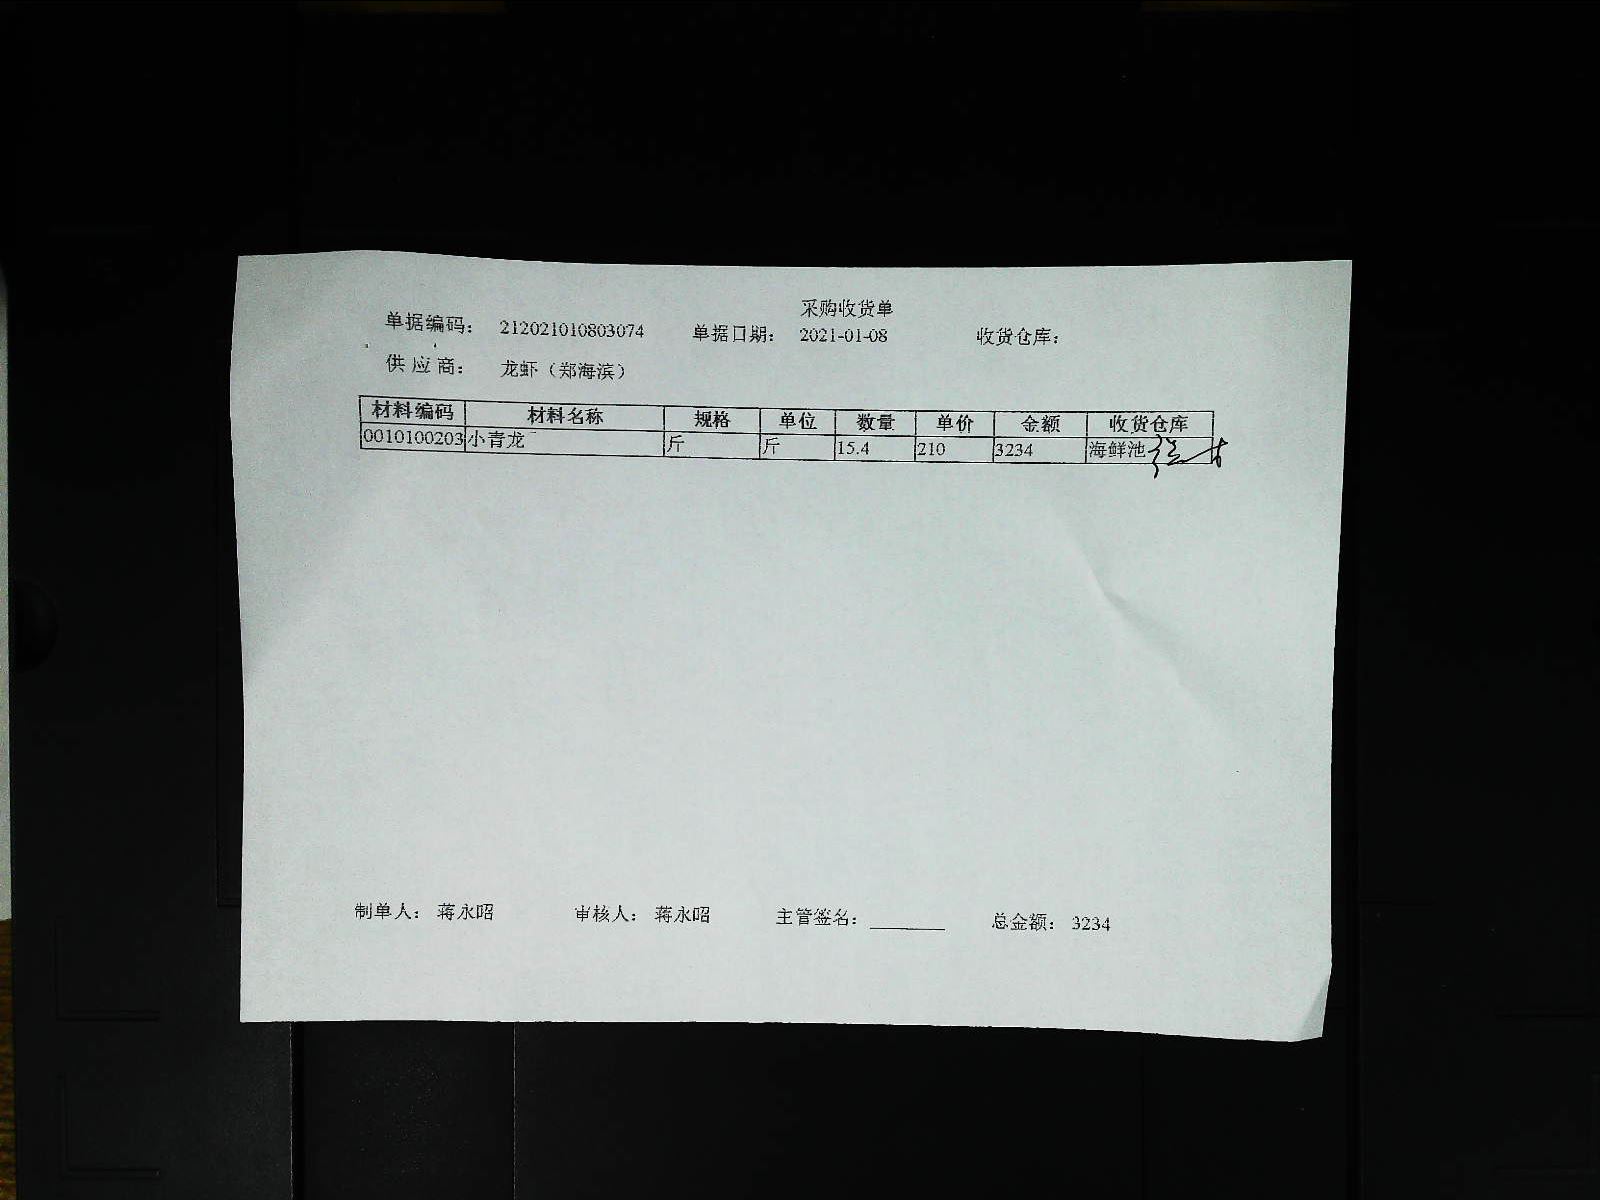 采购收货单
单据编码： 212021010803074 单据日期： 2021-01-08 收货仓库：
供应商： 龙虾（郑海滨）
材料编码 材料名称 规格 单位 数量 单价 金额 收货仓库
0010100203 小青龙 斤 斤 15.4 210 3234 海鲜池
制单人： 蒋永昭 审核人： 蒋永昭 主管签名： 总金额： 3234